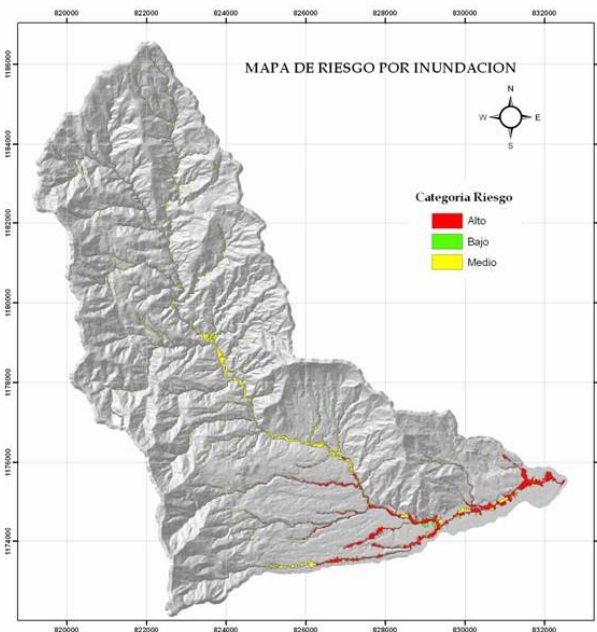 820000 822000 824000 826000 828000 830000 832000
MAPA DE RIESGO POR INUNDACION
N
W E
S
Categoria Riesgo
Alto
Bajo
Medio
1186000
1184000
1182000
1180000
1178000
1176000
1174000
820000 822000 824000 826000 828000 830000 832000